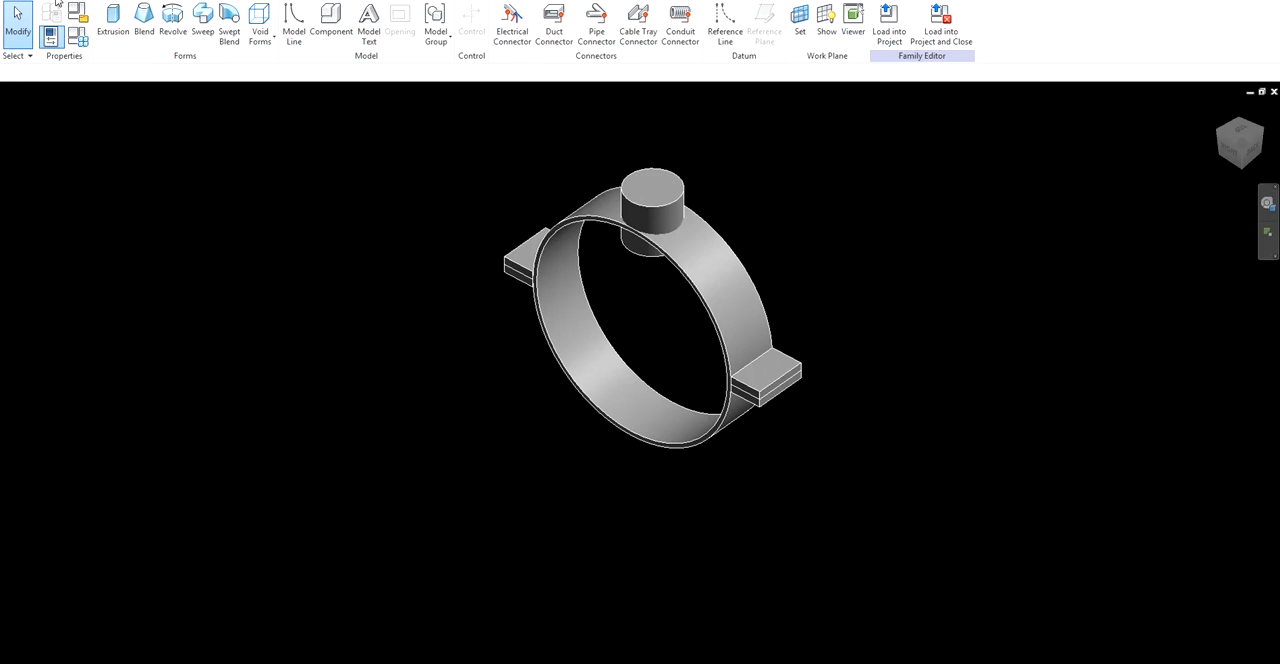 Modify
Extrusion Blend Revolve Sweep Swept Blend Void Forms Model Line Component Model Text Opening Model Group Control Electrical Connector Duct Connector Pipe Connector Cable Tray Connector Conduit Connector Reference Line Reference Plane Set Show Viewer Load into Project Load into Project and Close
Select Properties Forms Model Control Connectors Datum Work Plane Family Editor